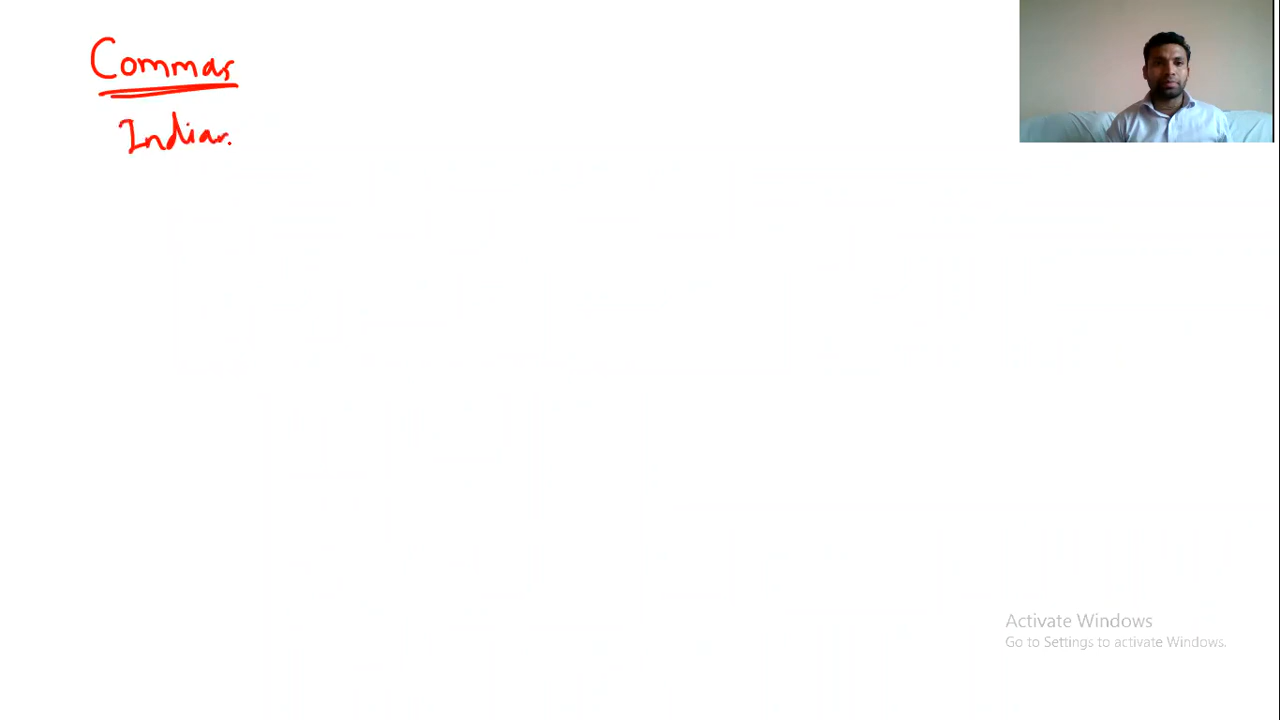 Commas
Indian
Activate Windows
Go to Settings to activate Windows.